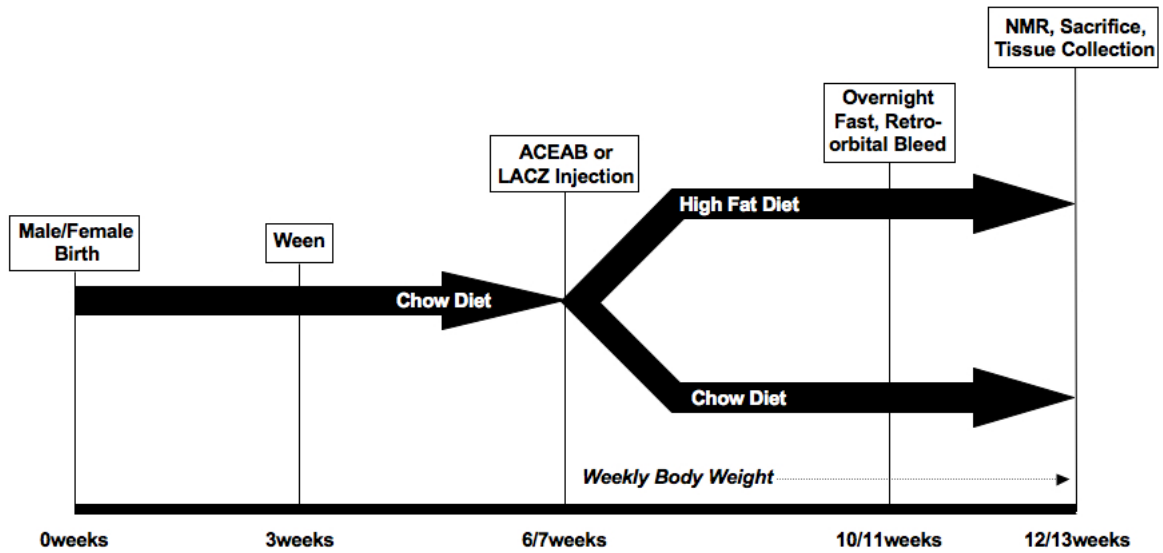 NMR, Sacrifice,
Tissue Collection
Overnight
Fast, Retro-
orbital Bleed
ACEAB or
LACZ Injection
High Fat Diet
Male/Female
Birth
Ween
Chow Diet
Chow Diet
Weekly Body Weight
0weeks
3weeks
6/7weeks
10/11weeks
12/13weeks